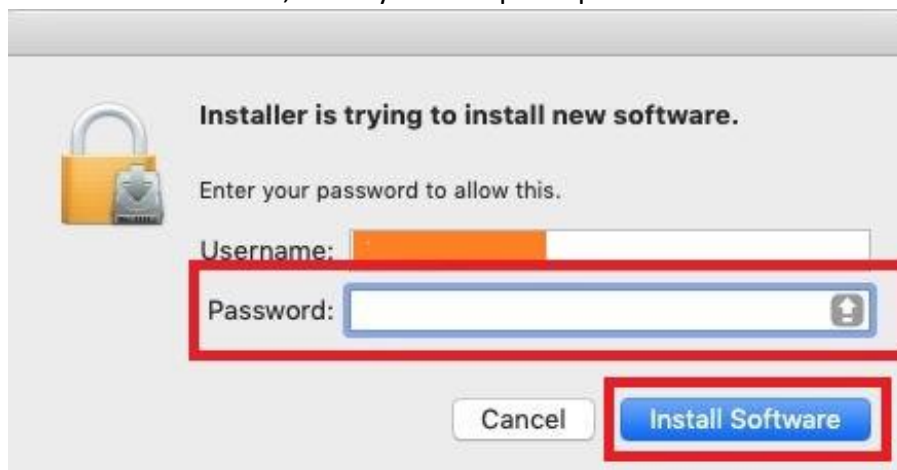 Installer is trying to install new software.
Enter your password to allow this.
Username:
Password:
Cancel Install Software